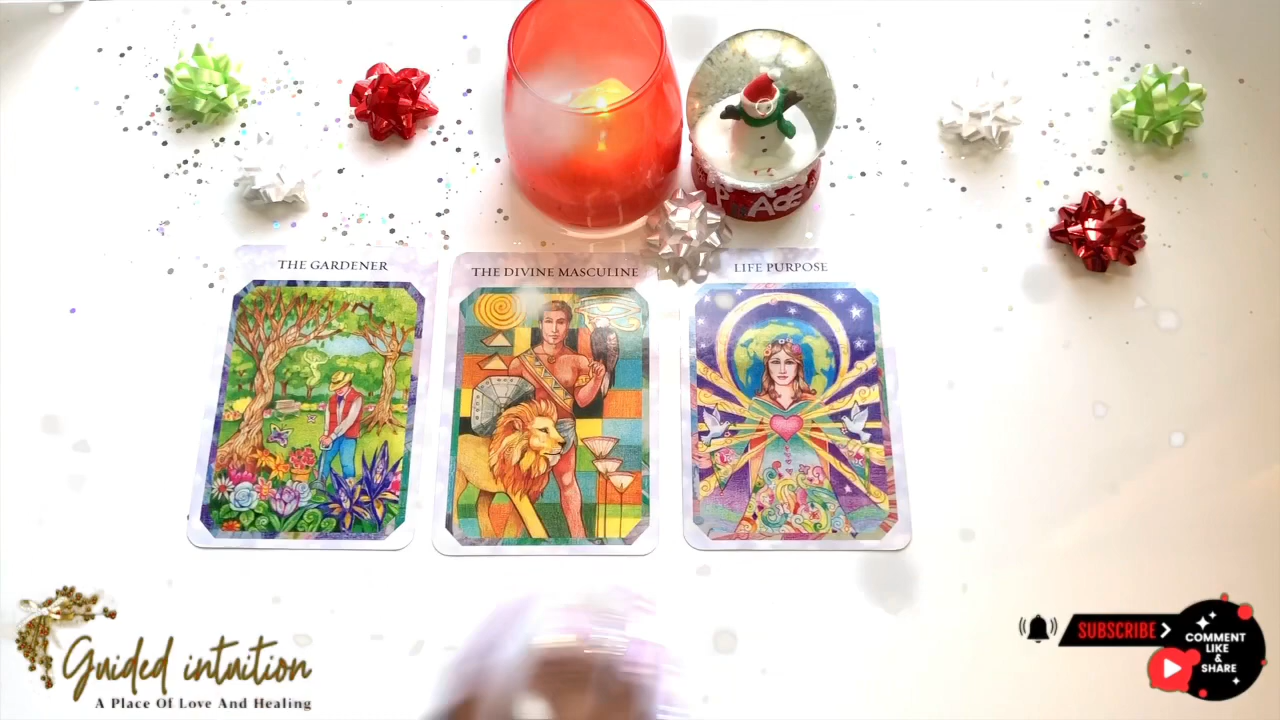 THE GARDENER
THE DIVINE MASCULINE
LIFE PURPOSE
Guided intuition
A Place Of Love And Healing
SUBSCRIBE
COMMENT
LIKE
&
SHARE